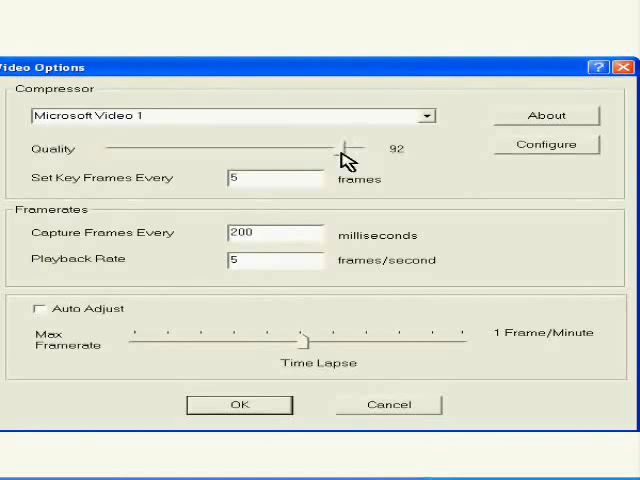 Video Options
Compressor
Microsoft Video 1
About
Quality
92
Configure
Set Key Frames Every
5
frames
Framerates
Capture Frames Every
200
milliseconds
Playback Rate
5
frames/second
Auto Adjust
Max
Framerate
1 Frame/Minute
Time Lapse
OK
Cancel